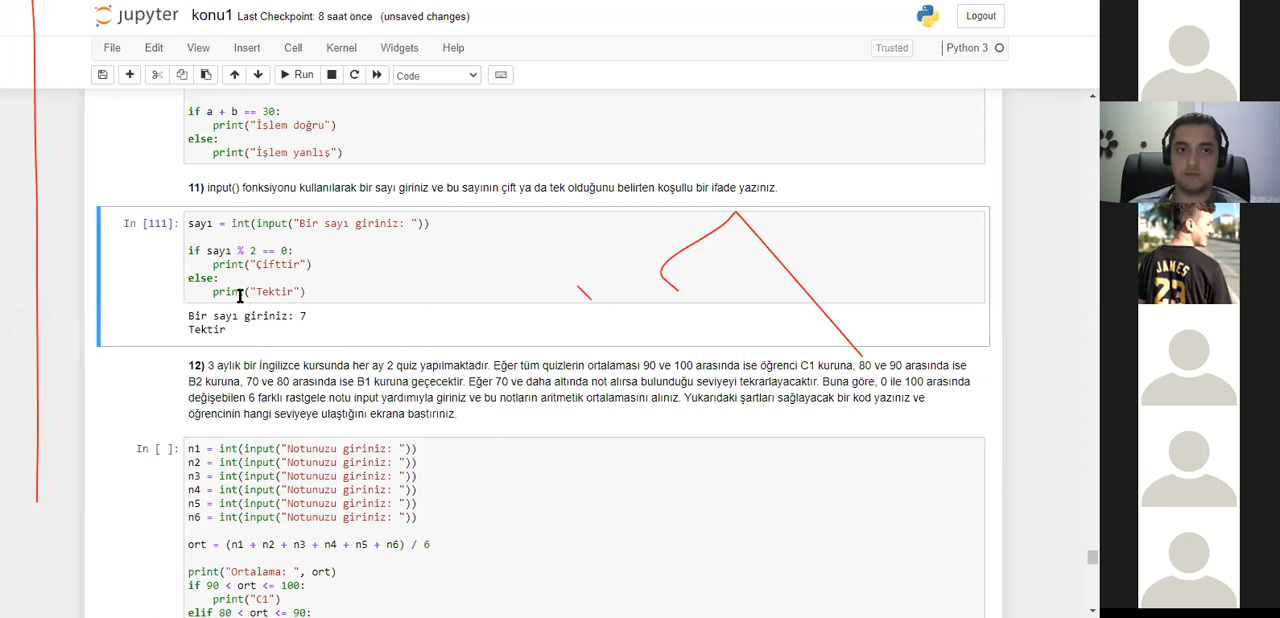 jupyter konu1 Last Checkpoint: 8 saat önce (unsaved changes)
Logout
File Edit View Insert Cell Kernel Widgets Help
Trusted
Python 3
Run
Code
if a + b == 30:
print("İşlem doğru")
else:
print("İşlem yanlış")
11) input() fonksiyonu kullanılarak bir sayı giriniz ve bu sayının çift ya da tek olduğunu belirten koşullu bir ifade yazınız.
In [111]:
sayı = int(input("Bir sayı giriniz: "))
if sayı % 2 == 0:
print("Çifttir")
else:
print("Tektir")
Bir sayı giriniz: 7
Tektir
12) 3 aylık bir İngilizce kursunda her ay 2 quiz yapılmaktadır. Eğer tüm quizlerin ortalaması 90 ve 100 arasında ise öğrenci C1 kuruna, 80 ve 90 arasında ise
B2 kuruna, 70 ve 80 arasında ise B1 kuruna geçecektir. Eğer 70 ve daha altında not alırsa bulunduğu seviyeyi tekrarlayacaktır. Buna göre, 0 ile 100 arasında
değişebilen 6 farklı rastgele notu input yardımıyla giriniz ve bu notların aritmetik ortalamasını alınız. Yukarıdaki şartları sağlayacak bir kod yazınız ve
öğrencinin hangi seviyeye ulaştığını ekrana bastırınız.
In [ ]:
n1 = int(input("Notunuzu giriniz: "))
n2 = int(input("Notunuzu giriniz: "))
n3 = int(input("Notunuzu giriniz: "))
n4 = int(input("Notunuzu giriniz: "))
n5 = int(input("Notunuzu giriniz: "))
n6 = int(input("Notunuzu giriniz: "))
ort = (n1 + n2 + n3 + n4 + n5 + n6) / 6
print("Ortalama: ", ort)
if 90 < ort <= 100:
print("C1")
elif 80 < ort <= 90:
JAMES
23